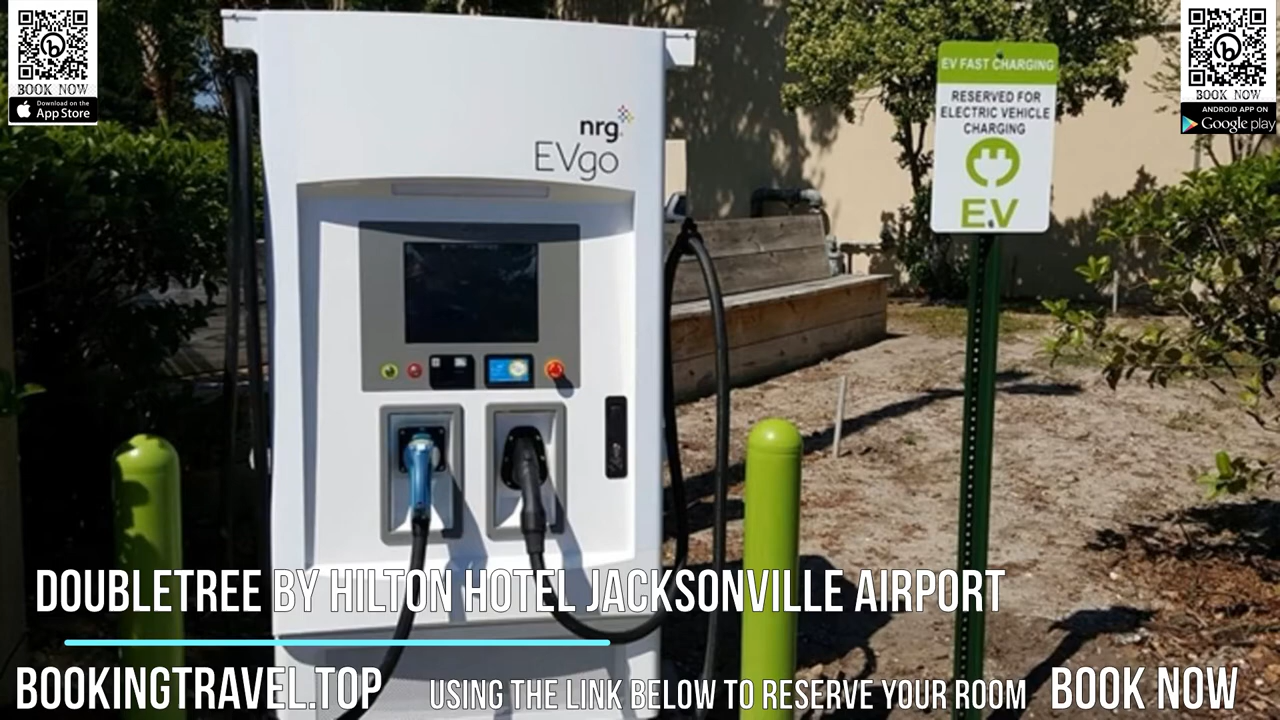 BOOK NOW
Download on the
App Store
BOOK NOW
ANDROID APP ON
Google play
nrg
EVgo
EV FAST CHARGING
RESERVED FOR
ELECTRIC VEHICLE
CHARGING
EV
DOUBLETREE BY HILTON HOTEL JACKSONVILLE AIRPORT
BOOKINGTRAVEL.TOP
USING THE LINK BELOW TO RESERVE YOUR ROOM
BOOK NOW